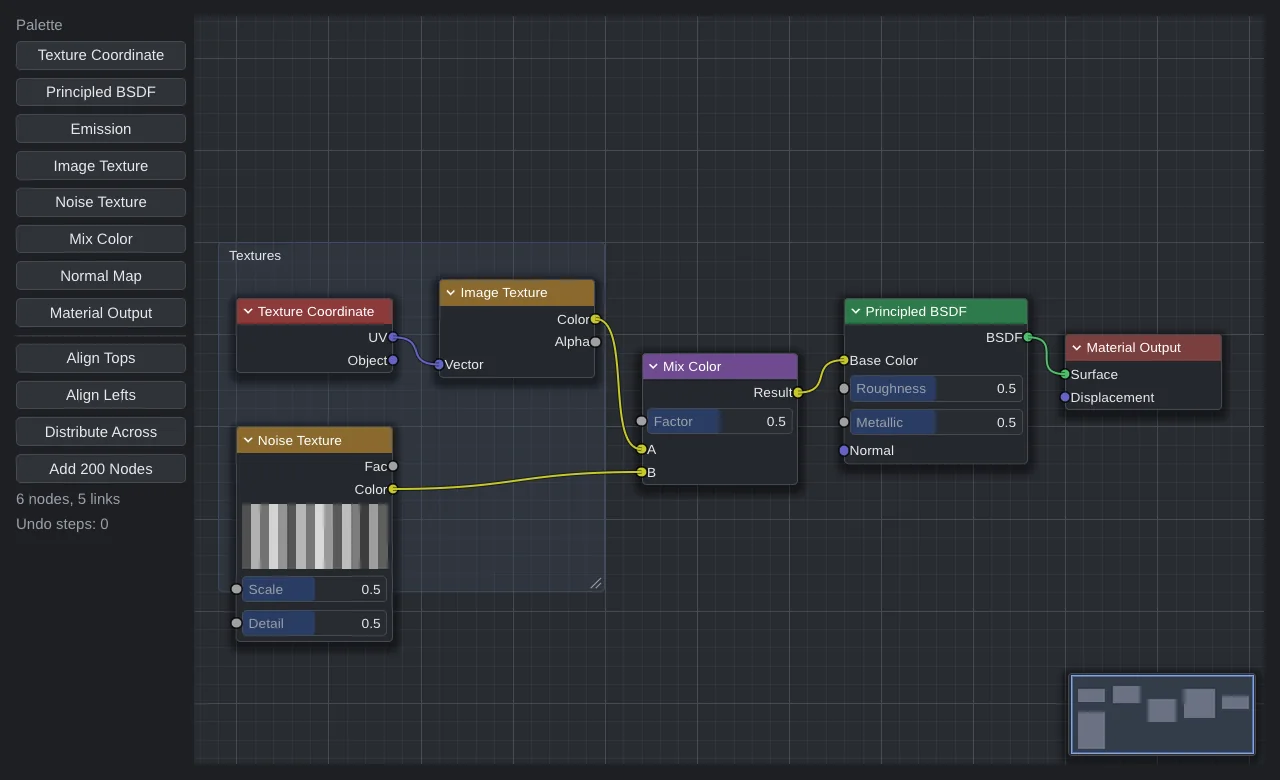 Palette
Texture Coordinate
Principled BSDF
Emission
Image Texture
Noise Texture
Mix Color
Normal Map
Material Output
Align Tops
Align Lefts
Distribute Across
Add 200 Nodes
6 nodes, 5 links
Undo steps: 0
Textures
Texture Coordinate
UV
Object
Image Texture
Color
Alpha
Vector
Noise Texture
Fac
Color
Scale 0.5
Detail 0.5
Mix Color
Result
Factor 0.5
A
B
Principled BSDF
BSDF
Base Color
Roughness 0.5
Metallic 0.5
Normal
Material Output
Surface
Displacement